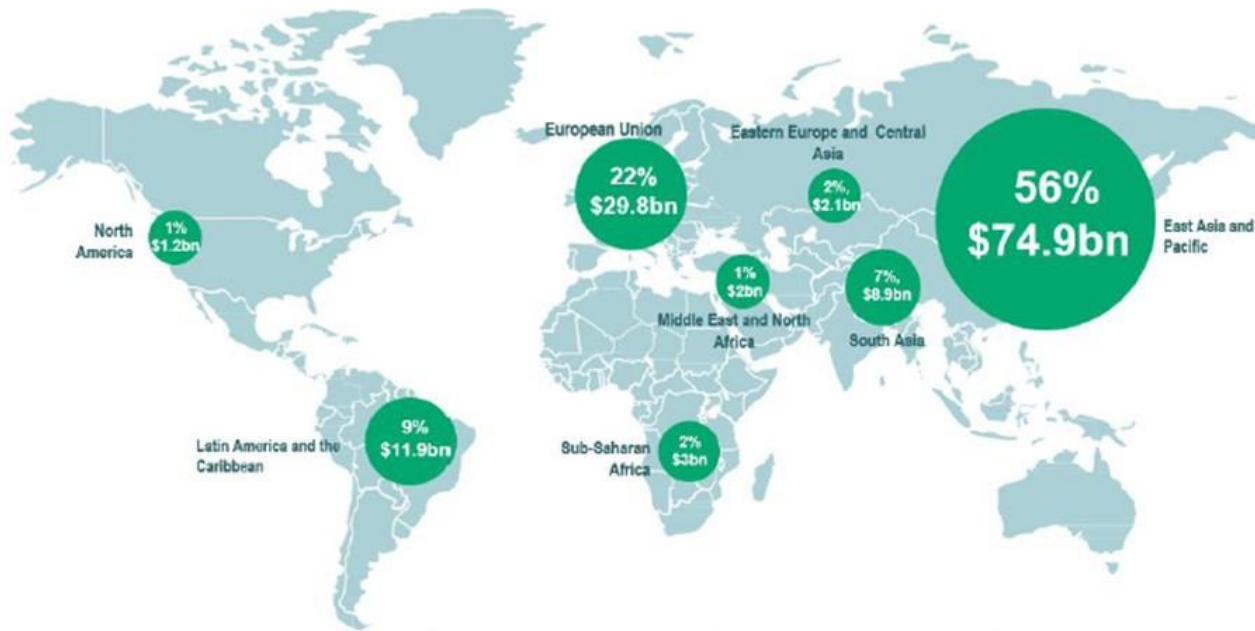 European Union
22%
$29.8bn
Eastern Europe and Central
Asia
2%,
$2.1bn
56%
$74.9bn
East Asia and
Pacific
North
America
1%
$1.2bn
1%
$2bn
Middle East and North
Africa
7%,
$8.9bn
South Asia
Latin America and the
Caribbean
9%
$11.9bn
Sub-Saharan
Africa
2%
$3bn